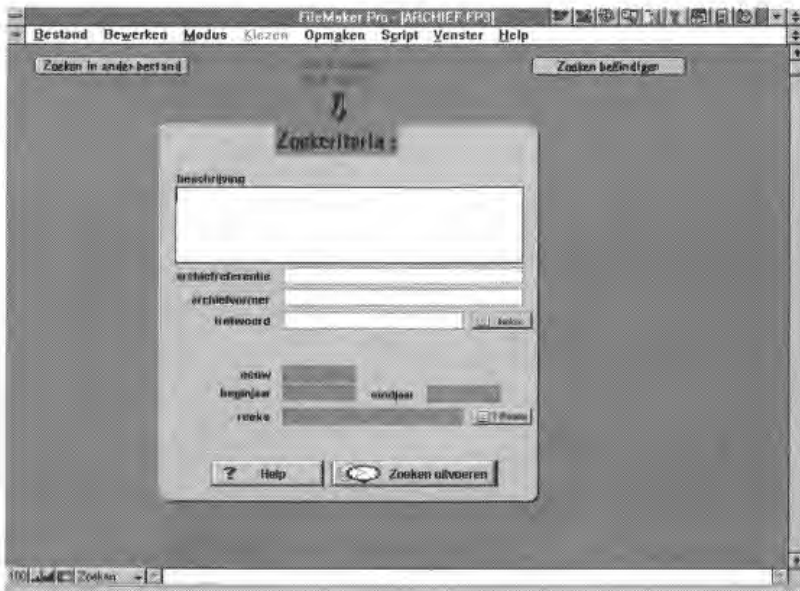 FileMaker Pro - [ARCHIEF.FP3]
Bestand Bewerken Modus Kiezen Opmaken Script Venster Help
Zoeken in ander bestand
Zoeken beëindigen
Zoekcriteria :
beschrijving
archiefreferentie
archiefvormer
trefwoord
Index
eeuw
beginjaar eindjaar
reeks
? Help
Zoeken uitvoeren
100 Zoeken